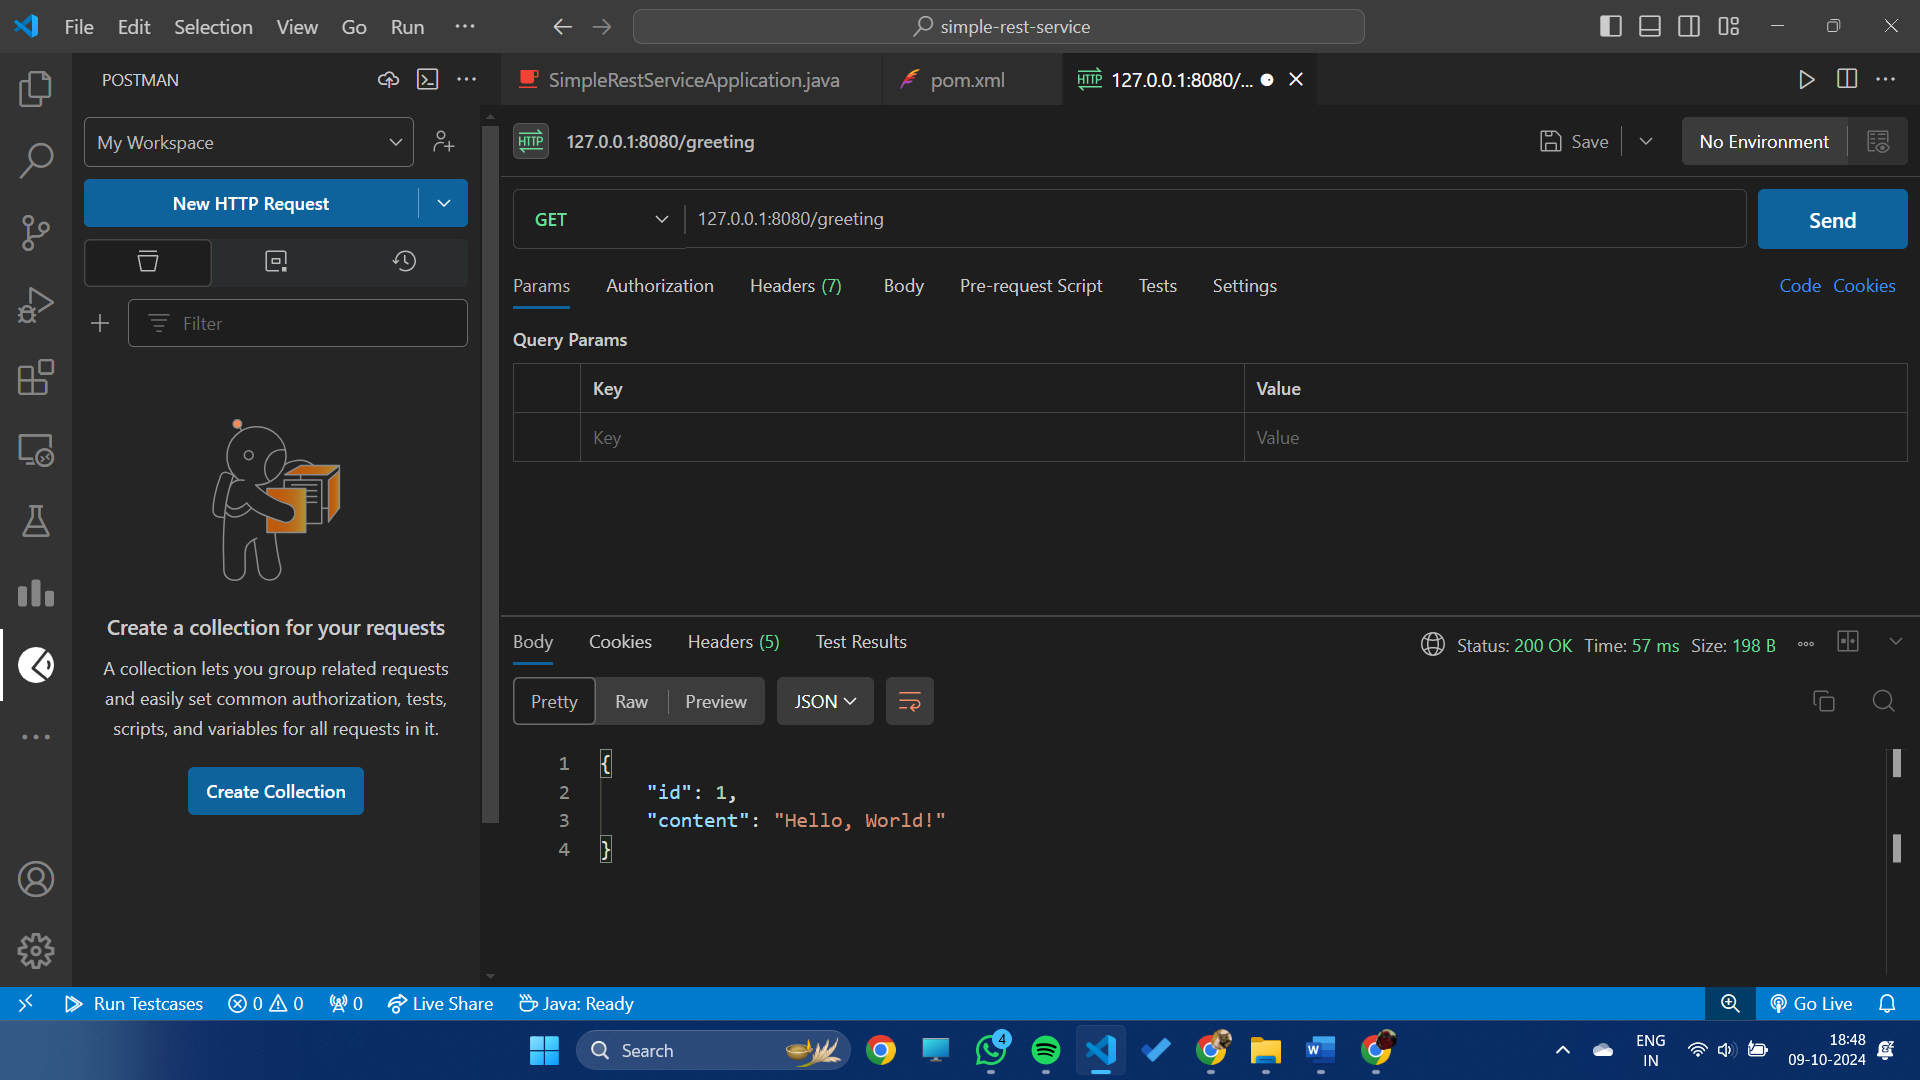 File Edit Selection View Go Run ···
simple-rest-service
POSTMAN
SimpleRestServiceApplication.java
pom.xml
HTTP 127.0.0.1:8080/...
My Workspace
HTTP 127.0.0.1:8080/greeting
Save
No Environment
New HTTP Request
GET 127.0.0.1:8080/greeting
Send
Params Authorization Headers (7) Body Pre-request Script Tests Settings
Code Cookies
Filter
Query Params
Key Value
Key Value
Create a collection for your requests
A collection lets you group related requests
and easily set common authorization, tests,
scripts, and variables for all requests in it.
Create Collection
Body Cookies Headers (5) Test Results
Status: 200 OK Time: 57 ms Size: 198 B
Pretty Raw Preview JSON
1 {
2 "id": 1,
3 "content": "Hello, World!"
4 }
Run Testcases 0 0 0 Live Share Java: Ready
Go Live
Search
4
W
ENG
IN
18:48
09-10-2024